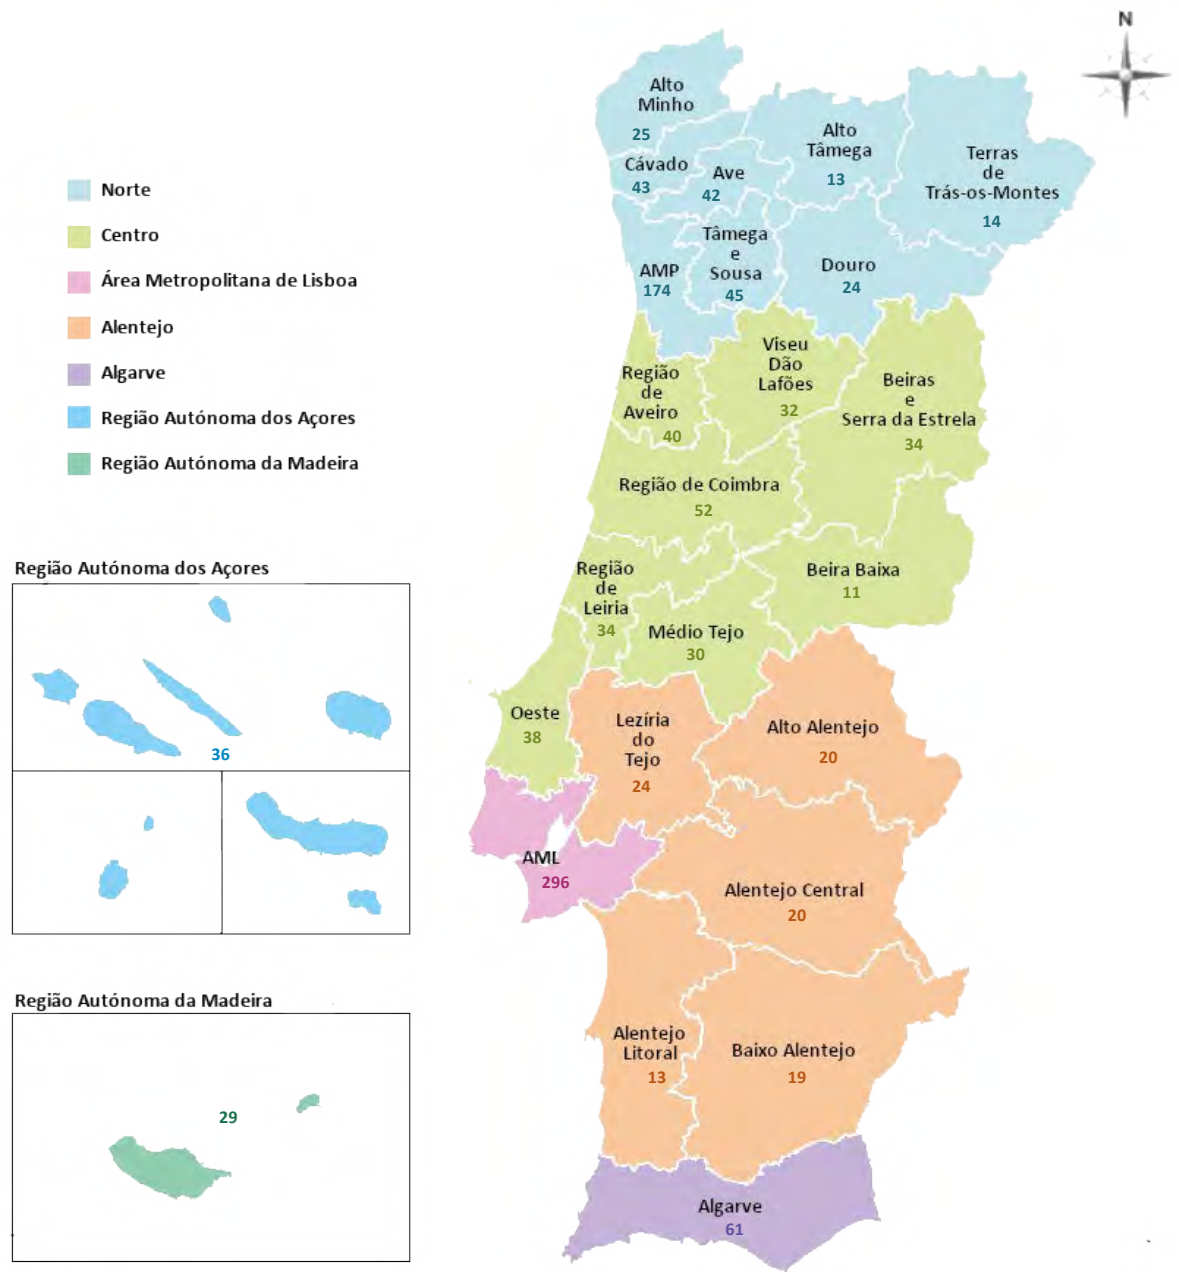 N
Alto
Minho
25
Cávado
43
Ave
42
Alto
Tâmega
13
Terras
de
Trás-os-Montes
14
AMP
174
Tâmega
e
Sousa
45
Douro
24
Norte
Centro
Área Metropolitana de Lisboa
Alentejo
Algarve
Região Autónoma dos Açores
Região Autónoma da Madeira
Região
de
Aveiro
40
Viseu
Dão
Lafões
32
Beiras
e
Serra da Estrela
34
Região de Coimbra
52
Região
de
Leiria
34
Médio Tejo
30
Beira Baixa
11
Oeste
38
Lezíria
do
Tejo
24
Alto Alentejo
20
AML
296
Alentejo Central
20
Alentejo
Litoral
13
Baixo Alentejo
19
Algarve
61
Região Autónoma dos Açores
36
Região Autónoma da Madeira
29